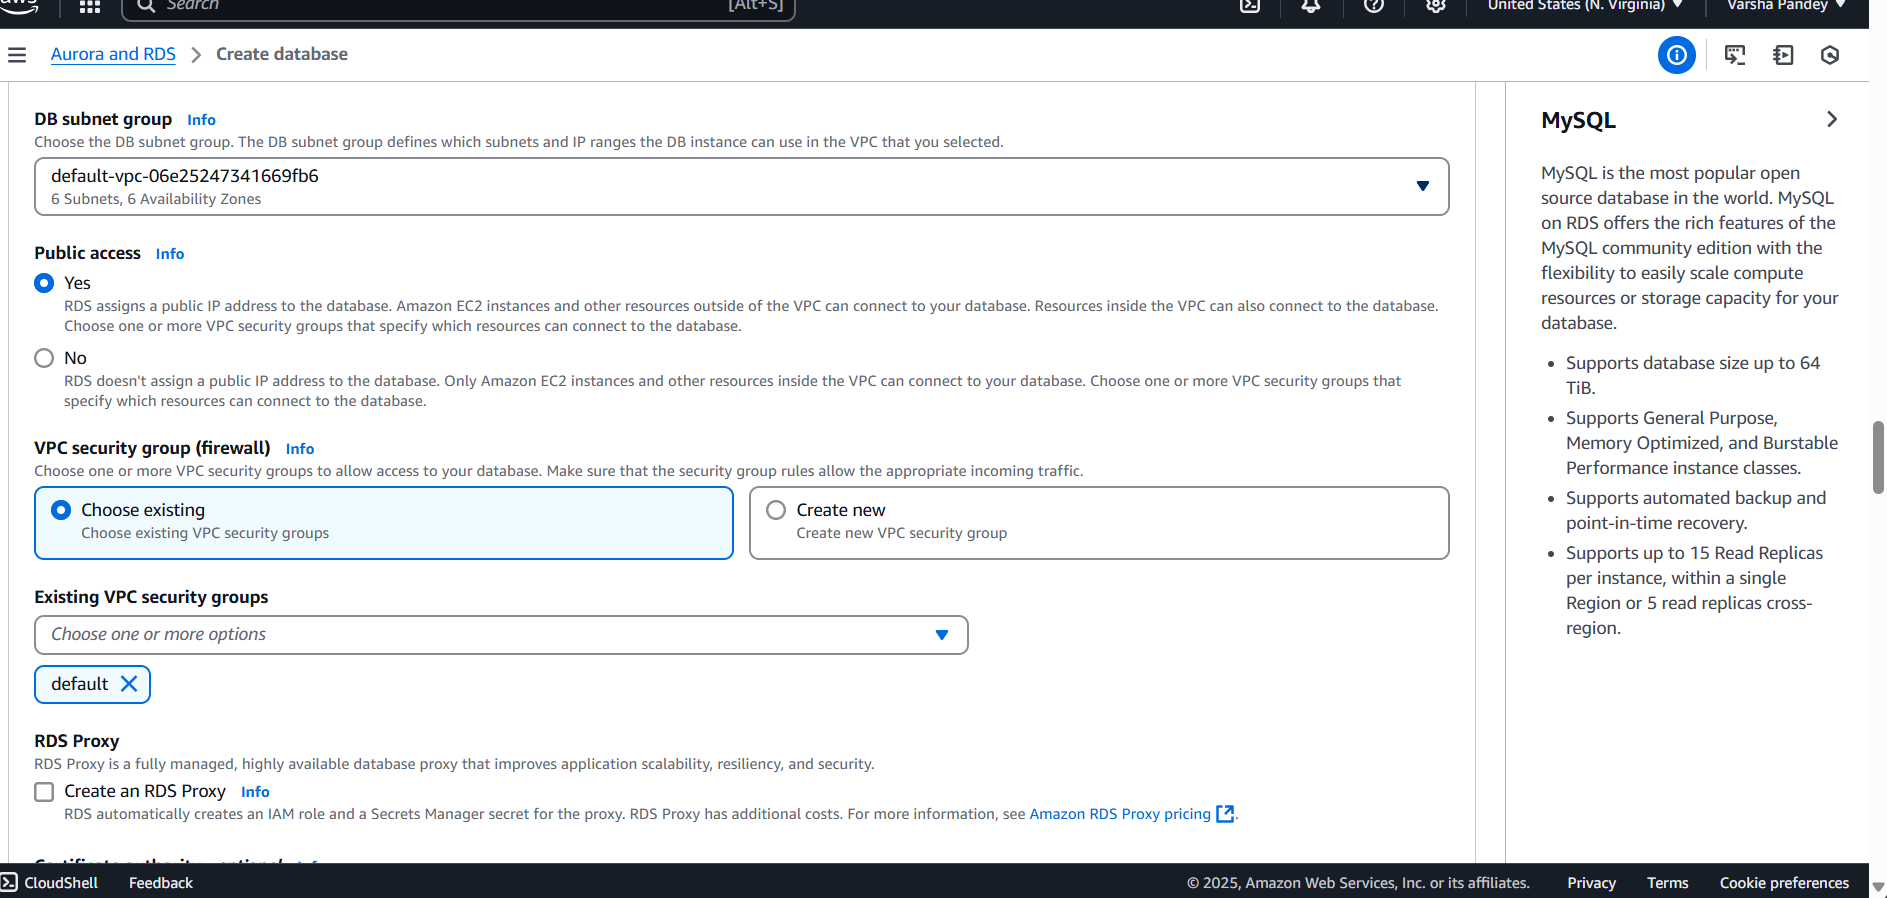 aws
Search
[Alt+S]
United States (N. Virginia)
Varsha Pandey
Aurora and RDS > Create database
DB subnet group Info
Choose the DB subnet group. The DB subnet group defines which subnets and IP ranges the DB instance can use in the VPC that you selected.
default-vpc-06e25247341669fb6
6 Subnets, 6 Availability Zones
Public access Info
Yes
RDS assigns a public IP address to the database. Amazon EC2 instances and other resources outside of the VPC can connect to your database. Resources inside the VPC can also connect to the database.
Choose one or more VPC security groups that specify which resources can connect to the database.
No
RDS doesn't assign a public IP address to the database. Only Amazon EC2 instances and other resources inside the VPC can connect to your database. Choose one or more VPC security groups that
specify which resources can connect to the database.
VPC security group (firewall) Info
Choose one or more VPC security groups to allow access to your database. Make sure that the security group rules allow the appropriate incoming traffic.
Choose existing
Choose existing VPC security groups
Create new
Create new VPC security group
Existing VPC security groups
Choose one or more options
default
RDS Proxy
RDS Proxy is a fully managed, highly available database proxy that improves application scalability, resiliency, and security.
Create an RDS Proxy Info
RDS automatically creates an IAM role and a Secrets Manager secret for the proxy. RDS Proxy has additional costs. For more information, see Amazon RDS Proxy pricing.
Certificate authority - optional Info
MySQL
MySQL is the most popular open
source database in the world. MySQL
on RDS offers the rich features of the
MySQL community edition with the
flexibility to easily scale compute
resources or storage capacity for your
database.
• Supports database size up to 64
TiB.
• Supports General Purpose,
Memory Optimized, and Burstable
Performance instance classes.
• Supports automated backup and
point-in-time recovery.
• Supports up to 15 Read Replicas
per instance, within a single
Region or 5 read replicas cross-
region.
CloudShell
Feedback
© 2025, Amazon Web Services, Inc. or its affiliates.
Privacy
Terms
Cookie preferences